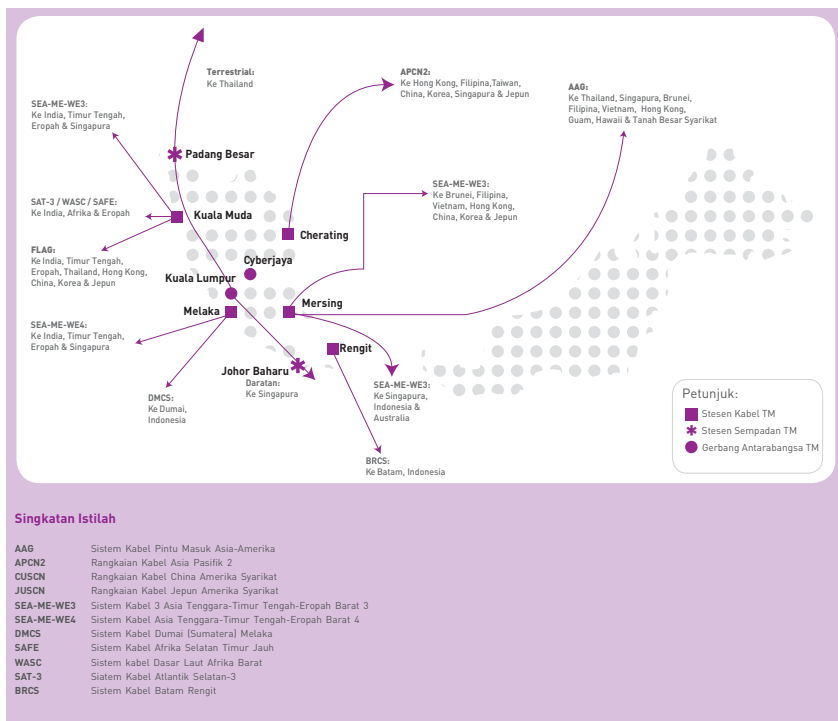 Terrestrial:
Ke Thailand
APCN2:
Ke Hong Kong, Filipina,Taiwan,
China, Korea, Singapura & Jepun
AAG:
Ke Thailand, Singapura, Brunei,
Filipina, Vietnam, Hong Kong,
Guam, Hawaii & Tanah Besar Syarikat
SEA-ME-WE3:
Ke India, Timur Tengah,
Eropah & Singapura
Padang Besar
SEA-ME-WE3:
Ke Brunei, Filipina,
Vietnam, Hong Kong,
China, Korea & Jepun
SAT-3 / WASC / SAFE:
Ke India, Afrika & Eropah
Kuala Muda
Cherating
FLAG:
Ke India, Timur Tengah,
Eropah, Thailand, Hong Kong,
China, Korea & Jepun
Cyberjaya
Kuala Lumpur
Melaka
Mersing
SEA-ME-WE4:
Ke India, Timur Tengah,
Eropah & Singapura
Rengit
Johor Baharu
Daratan:
Ke Singapura
DMCS:
Ke Dumai,
Indonesia
SEA-ME-WE3:
Ke Singapura,
Indonesia &
Australia
BRCS:
Ke Batam, Indonesia
Petunjuk:
Stesen Kabel TM
Stesen Sempadan TM
Gerbang Antarabangsa TM
Singkatan Istilah
AAG Sistem Kabel Pintu Masuk Asia-Amerika
APCN2 Rangkaian Kabel Asia Pasifik 2
CUSCN Rangkaian Kabel China Amerika Syarikat
JUSCN Rangkaian Kabel Jepun Amerika Syarikat
SEA-ME-WE3 Sistem Kabel 3 Asia Tenggara-Timur Tengah-Eropah Barat 3
SEA-ME-WE4 Sistem Kabel Asia Tenggara-Timur Tengah-Eropah Barat 4
DMCS Sistem Kabel Dumai (Sumatera) Melaka
SAFE Sistem Kabel Afrika Selatan Timur Jauh
WASC Sistem kabel Dasar Laut Afrika Barat
SAT-3 Siatem Kabel Atlantik Selatan-3
BRCS Sistem Kabel Batam Rengit